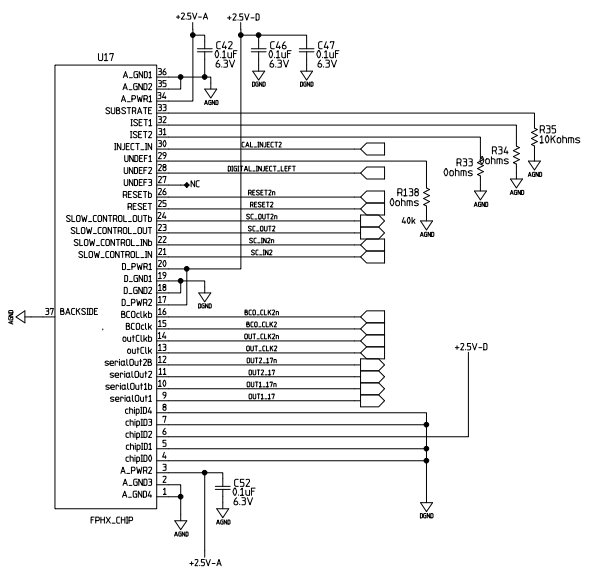 +2.5V-A +2.5V-D
U17
C42
0.1uF
6.3V
C46
0.1uF
6.3V
C47
0.1uF
6.3V
AGND
DGND
DGND
A_GND1 36
A_GND2 35
AGND
A_PWR1 34
SUBSTRATE 33
ISET1 32
ISET2 31
R35
10Kohms
INJECT_IN 30 CAL_INJECT2
R34
0ohms
UNDEF1 29
R33
0ohms
AGND
UNDEF2 28 DIGITAL_INJECT_LEFT
UNDEF3 27 NC
AGND
AGND
RESETb 26 RESET2n
R138
0ohms
RESET 25 RESET2
SLOW_CONTROL_OUTb 24 SC_OUT2n
40k
SLOW_CONTROL_OUT 23 SC_OUT2
AGND
SLOW_CONTROL_INb 22 SC_IN2n
SLOW_CONTROL_IN 21 SC_IN2
D_PWR1 20
D_GND1 19
D_GND2 18
DGND
D_PWR2 17
AGND 37 BACKSIDE
BCOclkb 16 BCO_CLK2n
BCOclk 15 BCO_CLK2
outClkb 14 OUT_CLK2n
outClk 13 OUT_CLK2
+2.5V-D
serialOut2B 12 OUT2_17n
serialOut2 11 OUT2_17
serialOut1b 10 OUT1_17n
serialOut1 9 OUT1_17
chipID4 8
chipID3 7
chipID2 6
chipID1 5
chipID0 4
A_PWR2 3
A_GND3 2
A_GND4 1
C52
0.1uF
6.3V
DGND
FPHX_CHIP
AGND
AGND
+2.5V-A